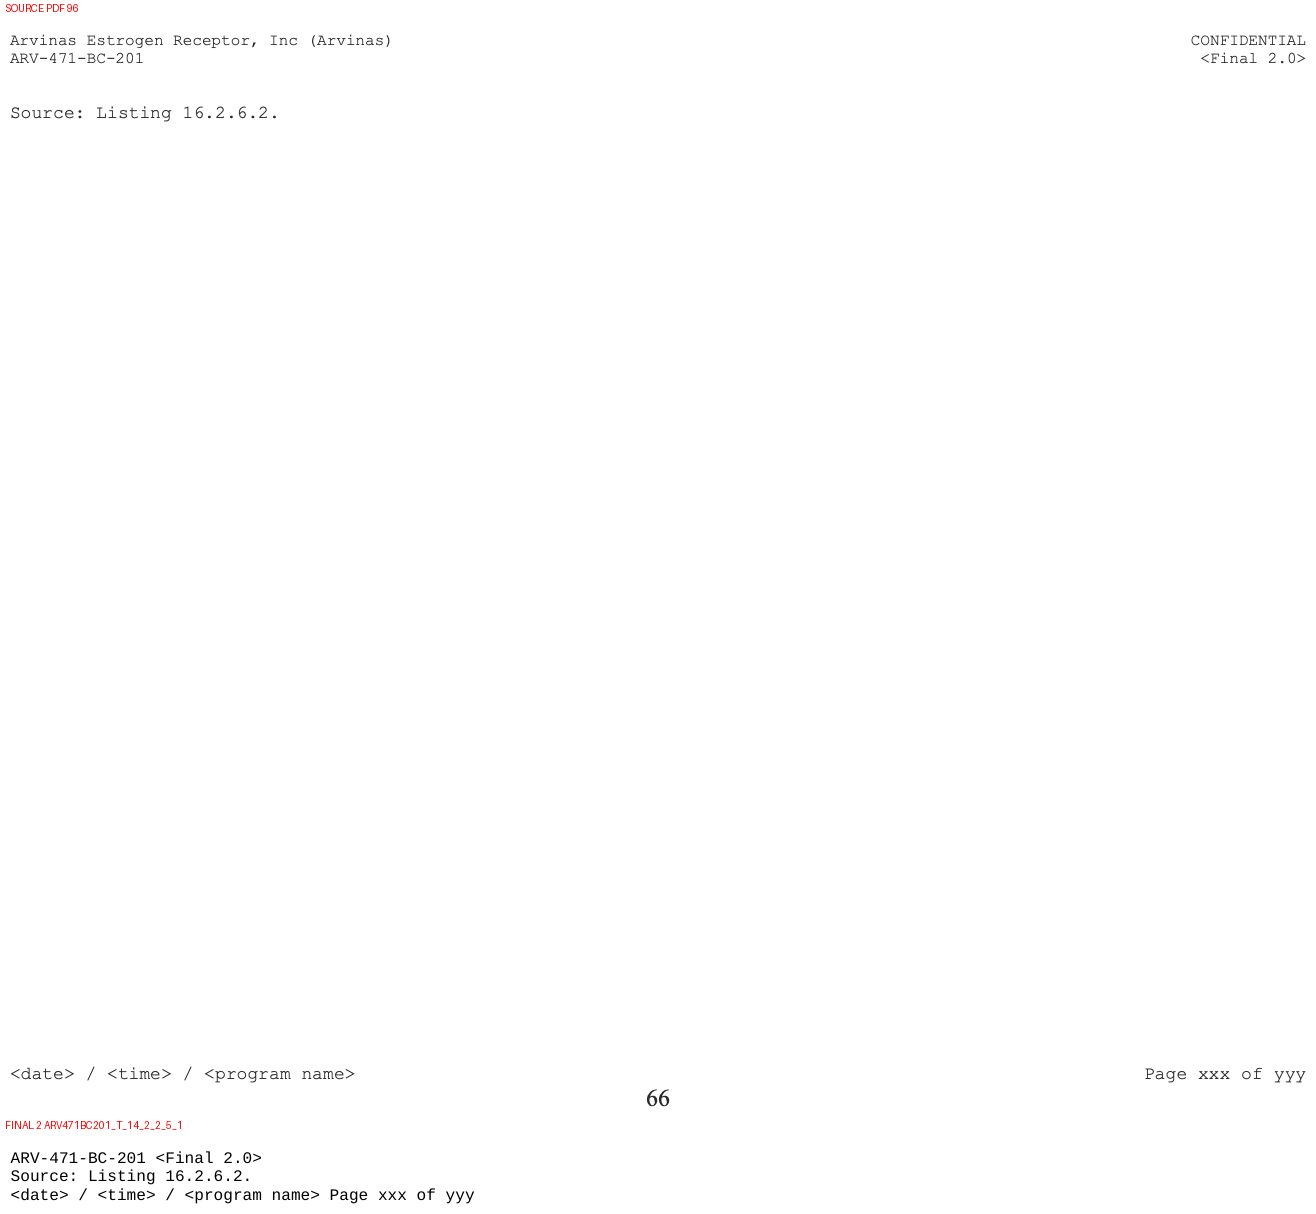 SOURCE PDF 96
Arvinas Estrogen Receptor, Inc (Arvinas) CONFIDENTIAL
ARV-471-BC-201 <Final 2.0>
Source: Listing 16.2.6.2.
<date> / <time> / <program name> Page xxx of yyy
66
FINAL 2 ARV471BC201_T_14_2_2_5_1
ARV-471-BC-201 <Final 2.0>
Source: Listing 16.2.6.2.
<date> / <time> / <program name> Page xxx of yyy